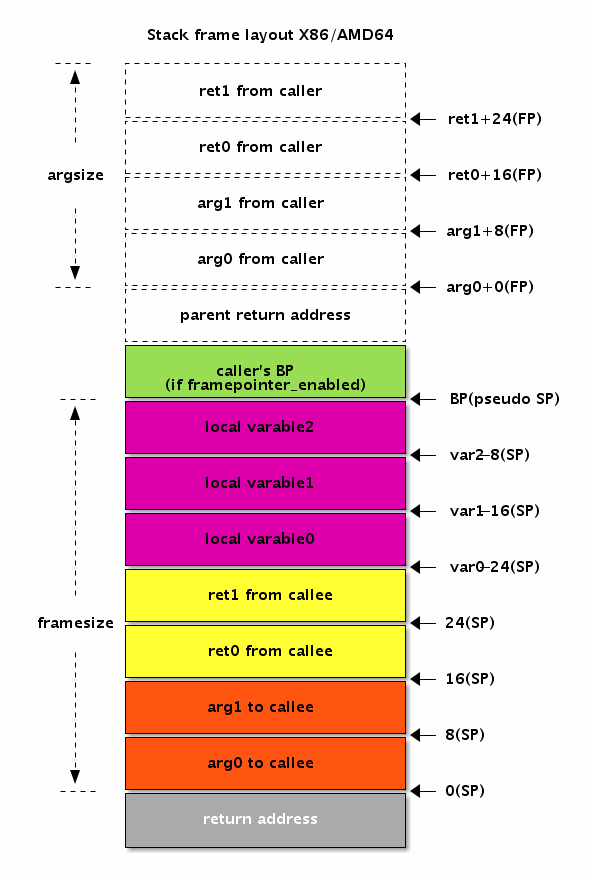 Stack frame layout X86/AMD64
ret1 from caller
ret1+24(FP)
ret0 from caller
argsize
ret0+16(FP)
arg1 from caller
arg1+8(FP)
arg0 from caller
arg0+0(FP)
parent return address
caller's BP
(if framepointer_enabled)
BP(pseudo SP)
local varable2
var2-8(SP)
local varable1
var1-16(SP)
local varable0
var0-24(SP)
ret1 from callee
framesize
24(SP)
ret0 from callee
16(SP)
arg1 to callee
8(SP)
arg0 to callee
0(SP)
return address